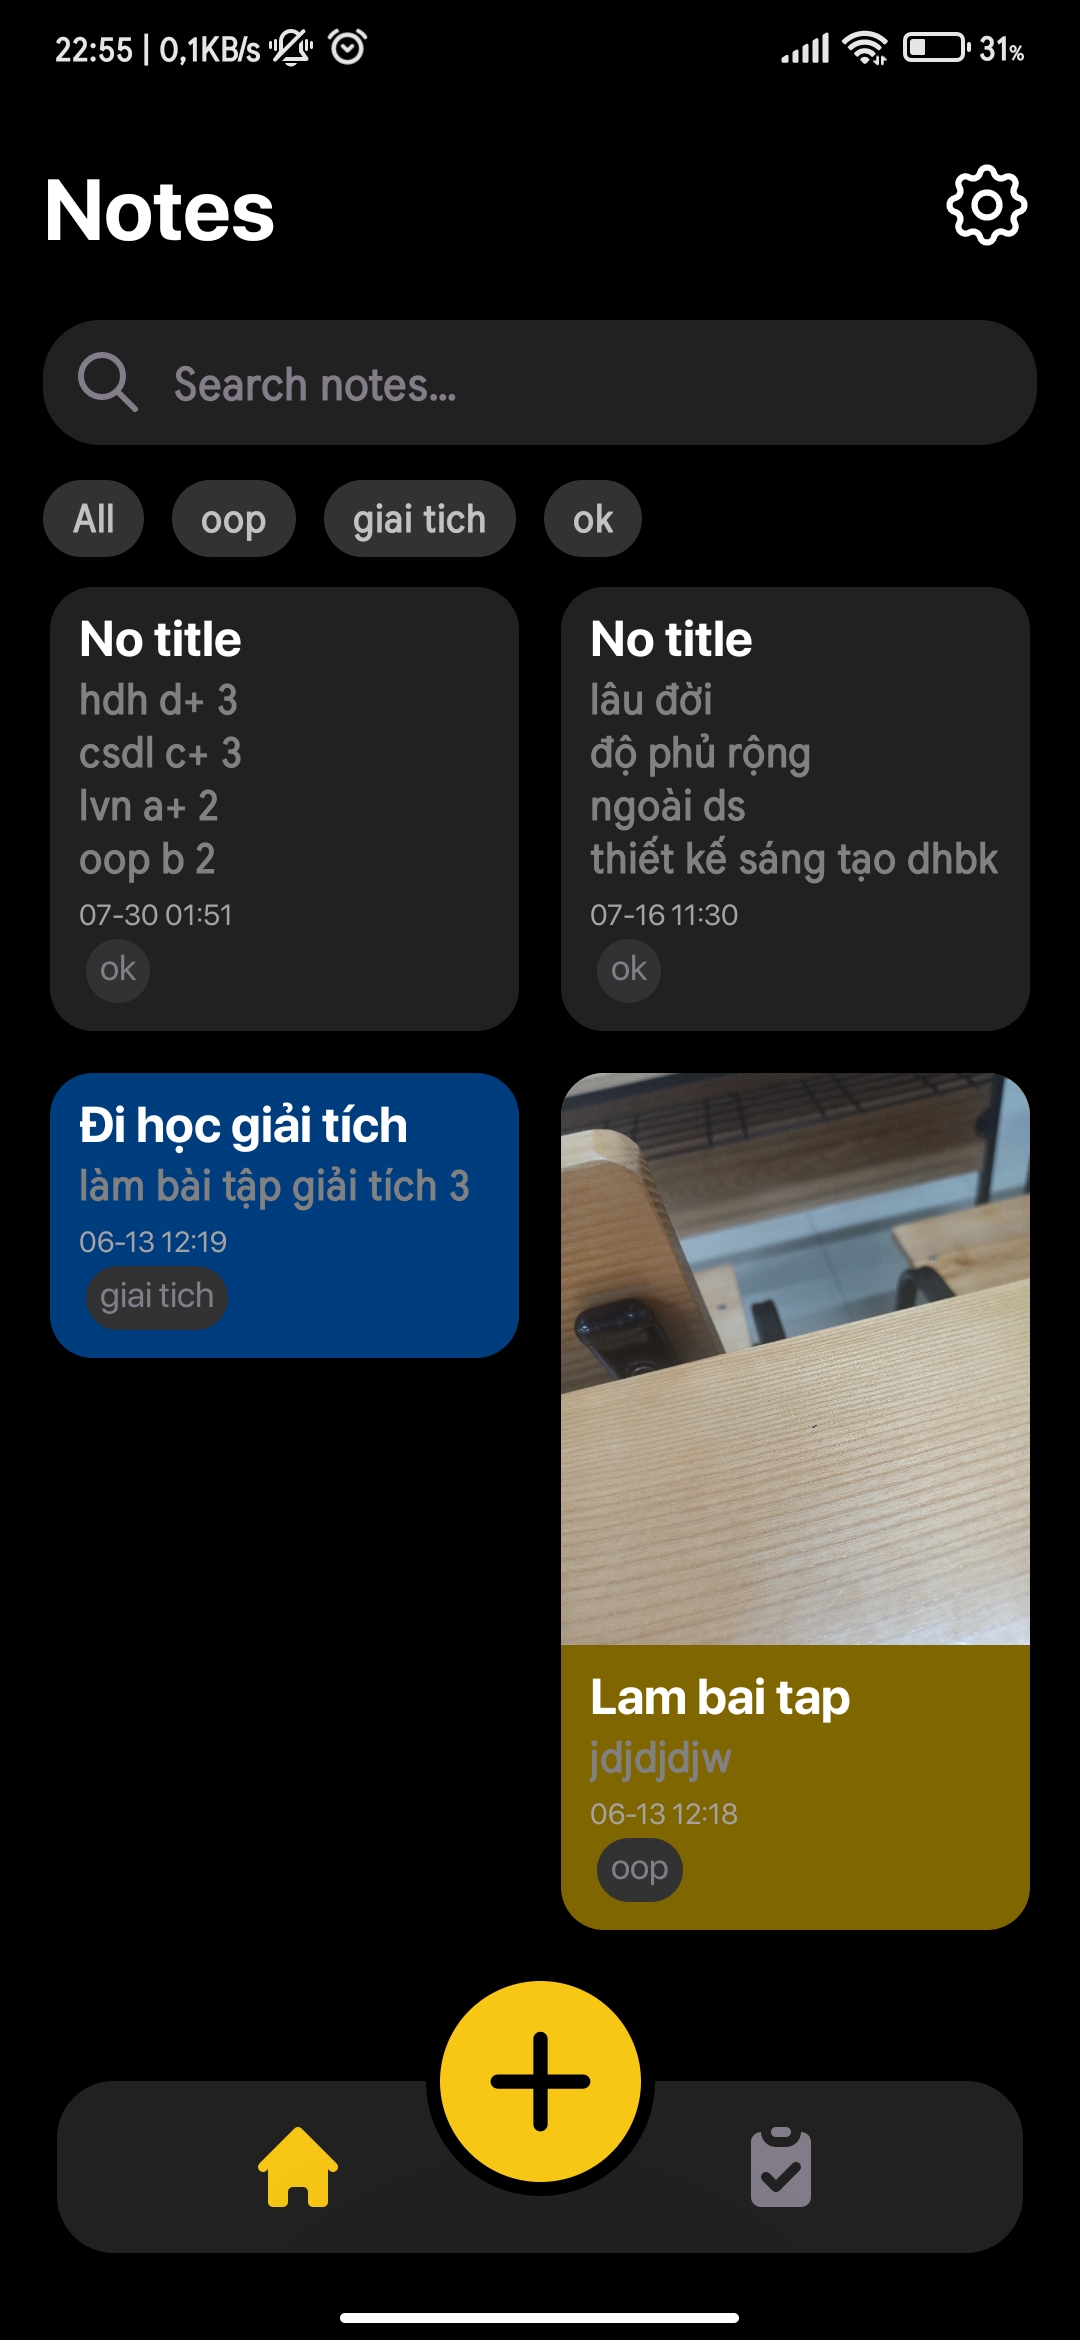 22:55 | 0,1KB/s
31%
Notes
Search notes...
All
oop
giai tich
ok
No title
hdh d+ 3
csdl c+ 3
lvn a+ 2
oop b 2
07-30 01:51
ok
No title
lâu đời
độ phủ rộng
ngoài ds
thiết kế sáng tạo dhbk
07-16 11:30
ok
Đi học giải tích
làm bài tập giải tích 3
06-13 12:19
giai tich
Lam bai tap
jdjdjdjw
06-13 12:18
oop